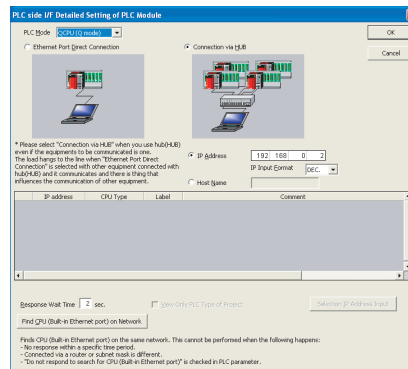 PLC side I/F Detailed Setting of PLC Module
PLC Mode QCPU (Q mode)
OK
Cancel
Ethernet Port Direct Connection
Connection via HUB
* Please select "Connection via HUB" when you use hub(HUB)
even if the equipments to be communicated is one.
The load hangs to the line when "Ethernet Port Direct
Connection" is selected with other equipment connected with
hub(HUB) and it communicates and there is thing that
influences the communication of other equipment.
IP Address 192 168 0 2
IP Input Format DEC.
Host Name
IP address CPU Type Label Comment
Response Wait Time 2 sec.
View Only PLC Type of Project
Selection IP Address Input
Find CPU (Built-in Ethernet port) on Network
Finds CPU (Built-in Ethernet port) on the same network. This cannot be performed when the following happens:
- No response within a specific time period.
- Connected via a router or subnet mask is different.
- "Do not respond to search for CPU (Built-in Ethernet port)" is checked in PLC parameter.